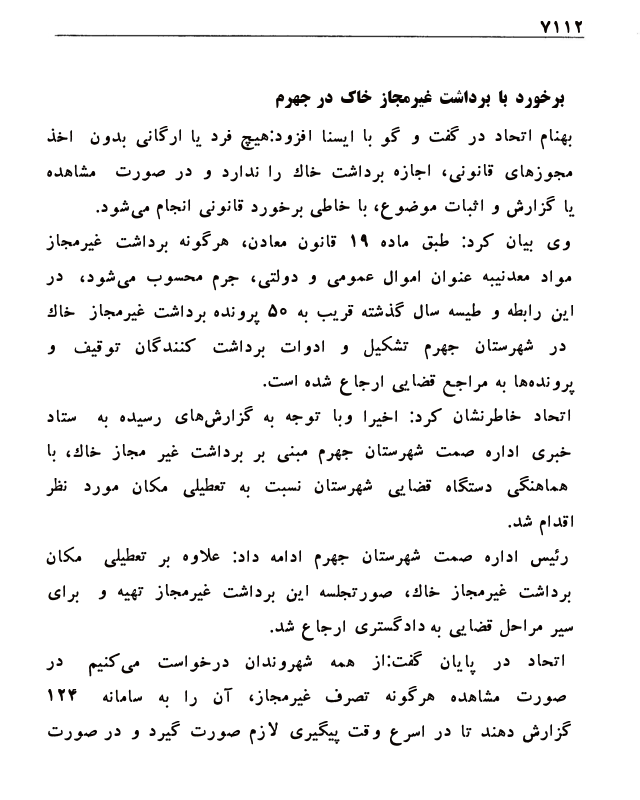 ۷۱۱۲
برخورد با برداشت غیرمجاز خاک در جهرم
بهنام اتحاد در گفت و گو با ایسنا افزود:هیچ فرد یا ارگانی بدون اخذ
مجوزهای قانونی، اجازه برداشت خاک را ندارد و در صورت مشاهده
یا گزارش و اثبات موضوع، با خاطی برخورد قانونی انجام می‌شود.
وی بیان کرد: طبق ماده ۱۹ قانون معادن، هرگونه برداشت غیرمجاز
مواد معدنیبه عنوان اموال عمومی و دولتی، جرم محسوب می‌شود، در
این رابطه و طیسه سال گذشته قریب به ۵۰ پرونده برداشت غیرمجاز خاک
در شهرستان جهرم تشکیل و ادوات برداشت کنندگان توقیف و
پرونده‌ها به مراجع قضایی ارجاع شده است.
اتحاد خاطرنشان کرد: اخیرا وبا توجه به گزارش‌های رسیده به ستاد
خبری اداره صمت شهرستان جهرم مبنی بر برداشت غیر مجاز خاک، با
هماهنگی دستگاه قضایی شهرستان نسبت به تعطیلی مکان مورد نظر
اقدام شد.
رئیس اداره صمت شهرستان جهرم ادامه داد: علاوه بر تعطیلی مکان
برداشت غیرمجاز خاک، صورتجلسه این برداشت غیرمجاز تهیه و برای
سیر مراحل قضایی به دادگستری ارجاع شد.
اتحاد در پایان گفت:از همه شهروندان درخواست می‌کنیم در
صورت مشاهده هرگونه تصرف غیرمجاز، آن را به سامانه ۱۲۴
گزارش دهند تا در اسرع وقت پیگیری لازم صورت گیرد و در صورت